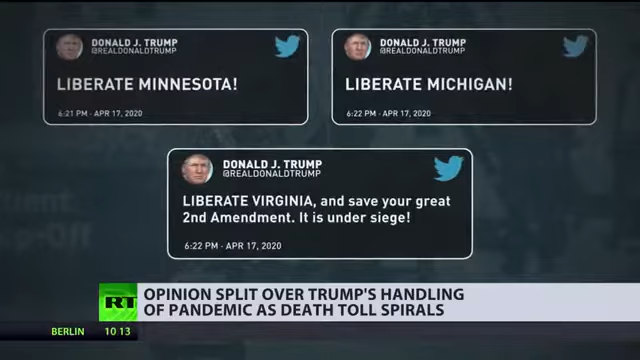 DONALD J. TRUMP
@REALDONALDTRUMP
LIBERATE MINNESOTA!
6:21 PM - APR 17, 2020
DONALD J. TRUMP
@REALDONALDTRUMP
LIBERATE MICHIGAN!
6:22 PM - APR 17, 2020
DONALD J. TRUMP
@REALDONALDTRUMP
LIBERATE VIRGINIA, and save your great
2nd Amendment. It is under siege!
6:22 PM - APR 17, 2020
RT
OPINION SPLIT OVER TRUMP'S HANDLING
OF PANDEMIC AS DEATH TOLL SPIRALS
BERLIN 10 13